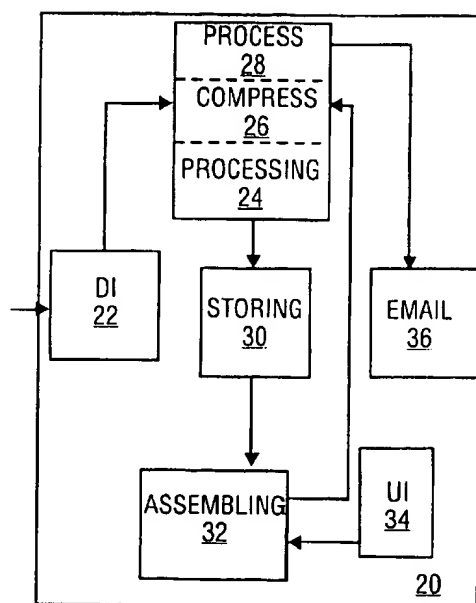 PROCESS
28
COMPRESS
26
PROCESSING
24
DI
22
STORING
30
EMAIL
36
ASSEMBLING
32
UI
34
20